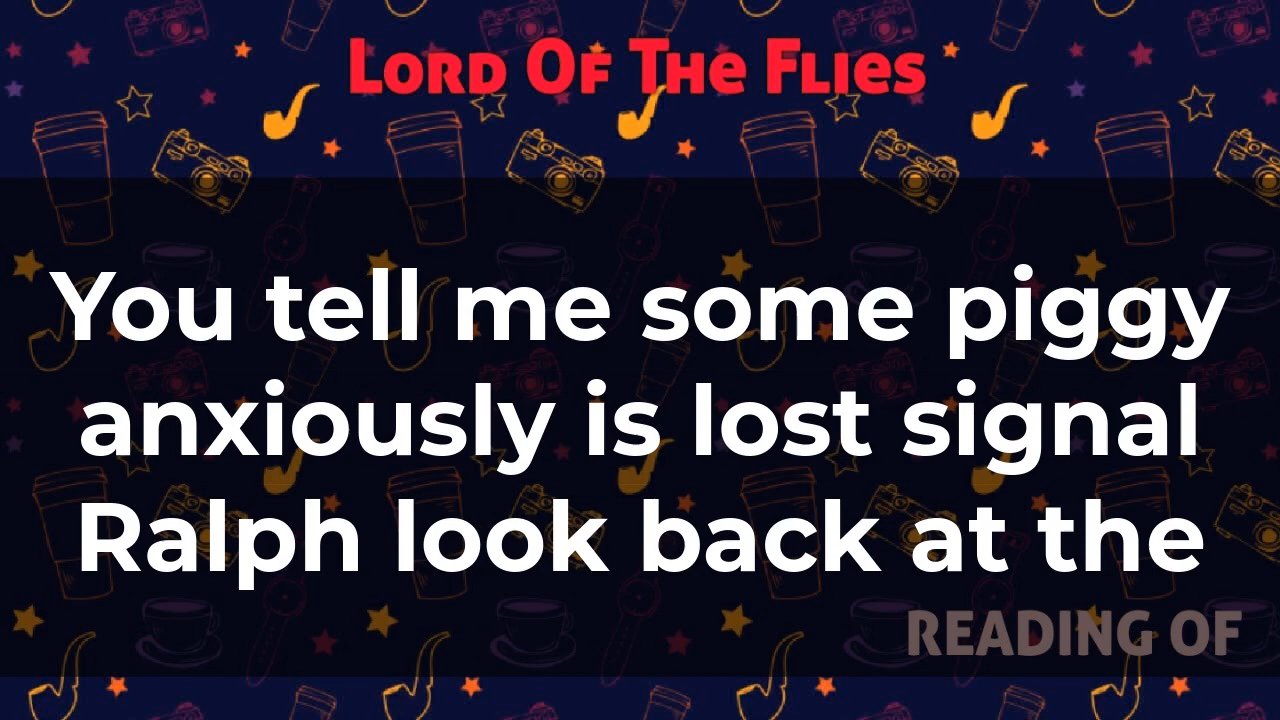 Lord Of The Flies
You tell me some piggy
anxiously is lost signal
Ralph look back at the
READING OF